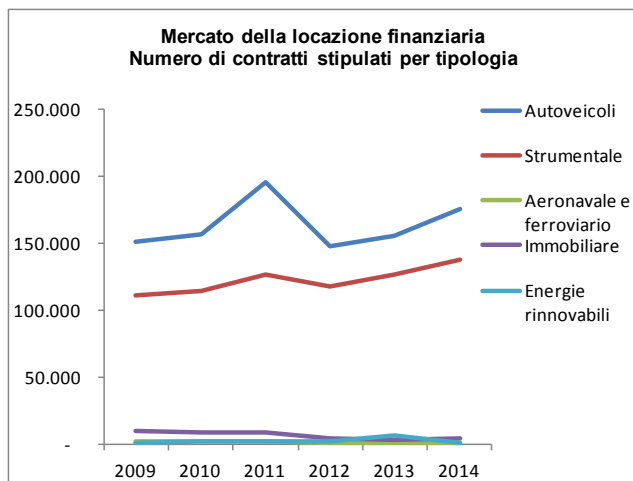 Mercato della locazione finanziaria
Numero di contratti stipulati per tipologia
250.000
200.000
150.000
100.000
50.000
-
2009 2010 2011 2012 2013 2014
Autoveicoli
Strumentale
Aeronavale e
ferroviario
Immobiliare
Energie
rinnovabili